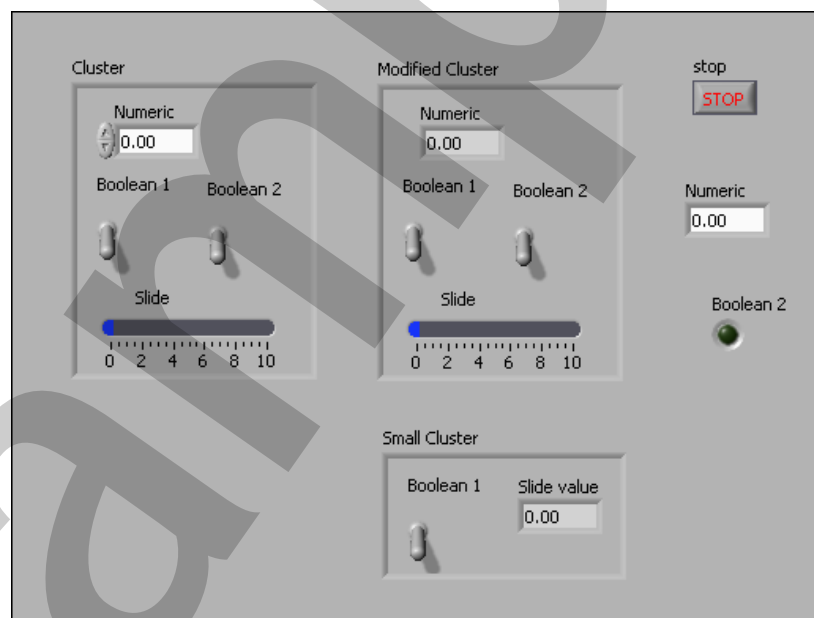 Cluster
Numeric
0.00
Boolean 1
Boolean 2
Slide
0 2 4 6 8 10
Modified Cluster
Numeric
0.00
Boolean 1
Boolean 2
Slide
0 2 4 6 8 10
stop
STOP
Numeric
0.00
Boolean 2
Small Cluster
Boolean 1
Slide value
0.00